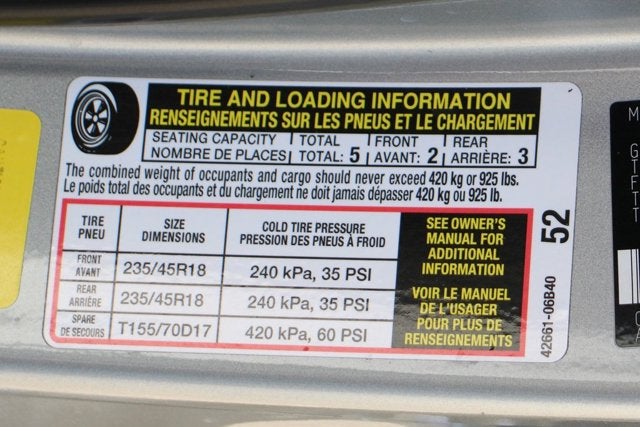 TIRE AND LOADING INFORMATION
RENSEIGNEMENTS SUR LES PNEUS ET LE CHARGEMENT
SEATING CAPACITY TOTAL FRONT REAR
NOMBRE DE PLACES TOTAL: 5 AVANT: 2 ARRIÈRE: 3
The combined weight of occupants and cargo should never exceed 420 kg or 925 lbs.
Le poids total des occupants et du chargement ne doit jamais dépasser 420 kg ou 925 lb.
TIRE
PNEU
SIZE
DIMENSIONS
COLD TIRE PRESSURE
PRESSION DES PNEUS À FROID
FRONT
AVANT
235/45R18
240 kPa, 35 PSI
REAR
ARRIÈRE
235/45R18
240 kPa, 35 PSI
SPARE
DE SECOURS
T155/70D17
420 kPa, 60 PSI
SEE OWNER'S
MANUAL FOR
ADDITIONAL
INFORMATION
VOIR LE MANUEL
DE L'USAGER
POUR PLUS DE
RENSEIGNEMENTS
52
42661-06B40